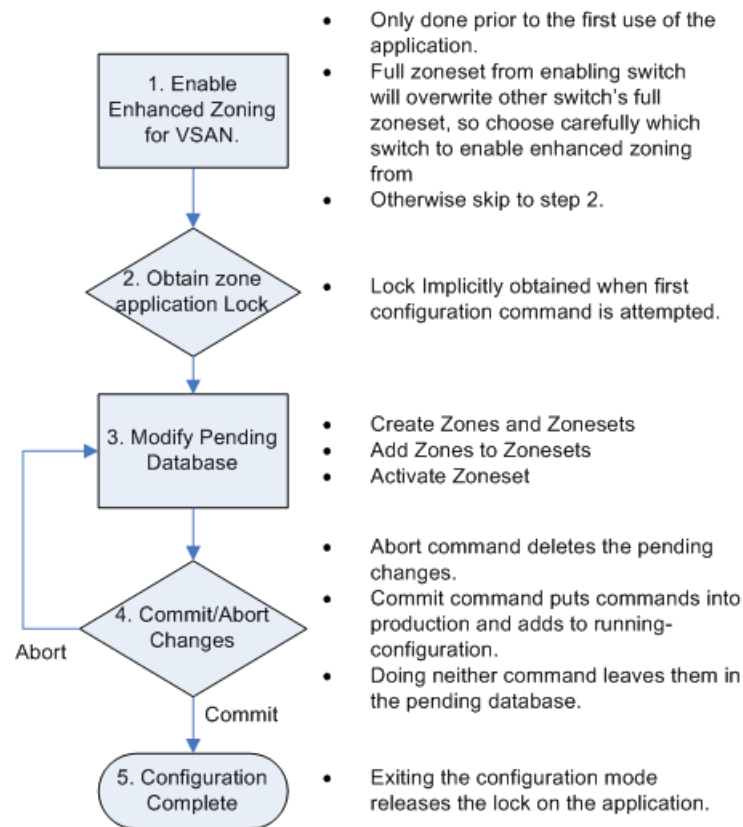 1. Enable
Enhanced Zoning
for VSAN.
• Only done prior to the first use of the
application.
• Full zoneset from enabling switch
will overwrite other switch's full
zoneset, so choose carefully which
switch to enable enhanced zoning
from
• Otherwise skip to step 2.
2. Obtain zone
application Lock
• Lock Implicitly obtained when first
configuration command is attempted.
3. Modify Pending
Database
• Create Zones and Zonesets
• Add Zones to Zonesets
• Activate Zoneset
4. Commit/Abort
Changes
Abort
Commit
• Abort command deletes the pending
changes.
• Commit command puts commands into
production and adds to running-
configuration.
• Doing neither command leaves them in
the pending database.
5. Configuration
Complete
• Exiting the configuration mode
releases the lock on the application.